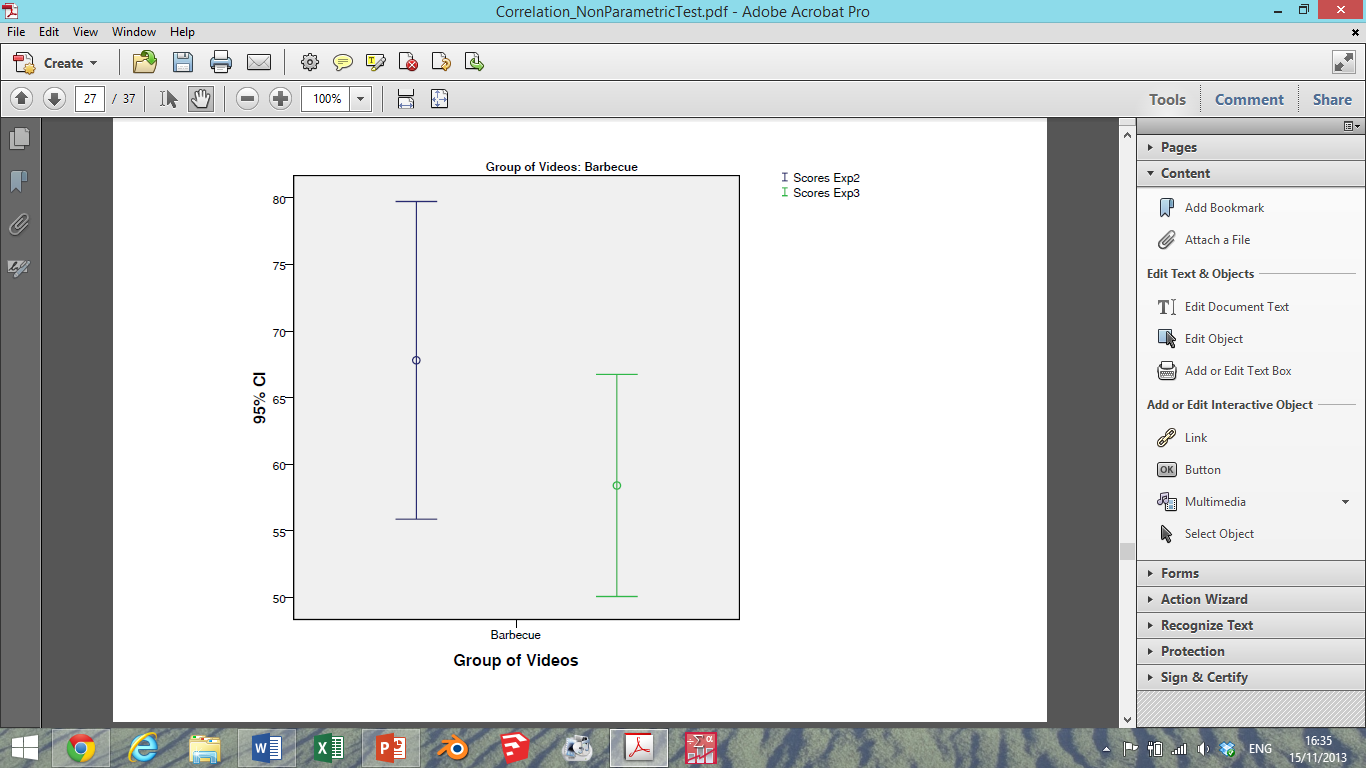 Correlation_NonParametricTest.pdf - Adobe Acrobat Pro
File Edit View Window Help
Create
27 / 37 100% Tools Comment Share
Group of Videos: Barbecue
Scores Exp2
Scores Exp3
80
75
70
65
60
55
50
95% CI
Barbecue
Group of Videos
Pages
Content
Add Bookmark
Attach a File
Edit Text & Objects
Edit Document Text
Edit Object
Add or Edit Text Box
Add or Edit Interactive Object
Link
OK Button
Multimedia
Select Object
Forms
Action Wizard
Recognize Text
Protection
Sign & Certify
ENG
16:35
15/11/2013